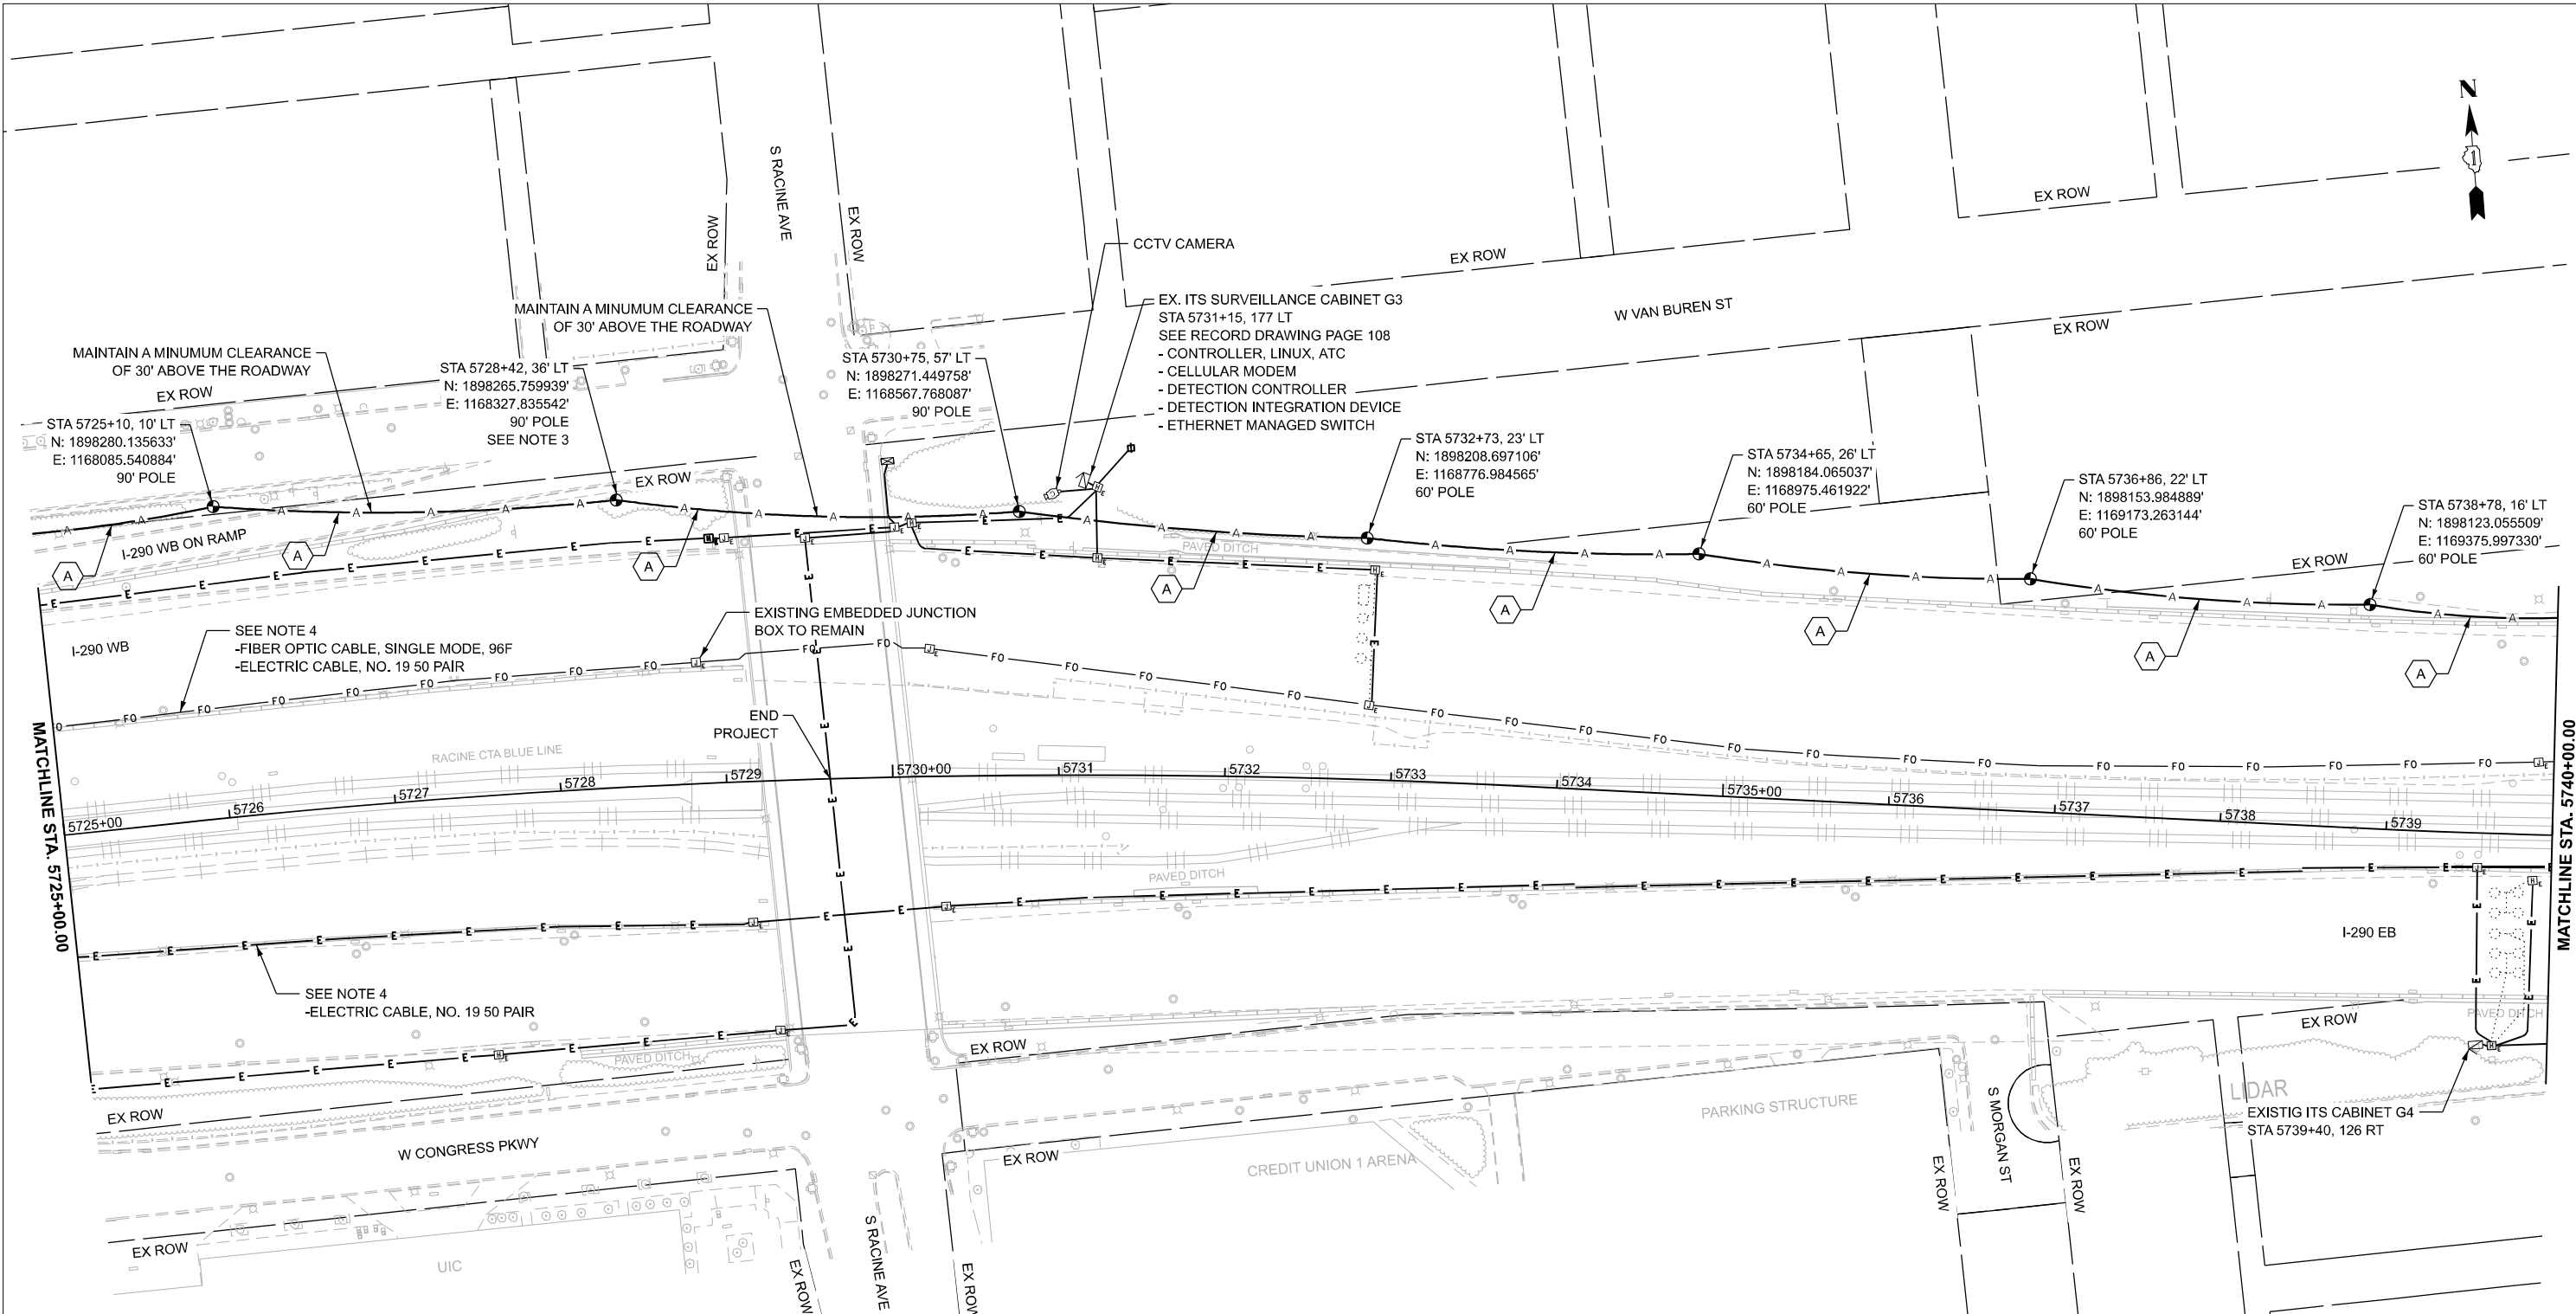 N
1
S RACINE AVE
EX ROW
EX ROW
EX ROW
EX ROW
EX ROW
W VAN BUREN ST
CCTV CAMERA
EX. ITS SURVEILLANCE CABINET G3
STA 5731+15, 177 LT
SEE RECORD DRAWING PAGE 108
- CONTROLLER, LINUX, ATC
- CELLULAR MODEM
- DETECTION CONTROLLER
- DETECTION INTEGRATION DEVICE
- ETHERNET MANAGED SWITCH
MAINTAIN A MINUMUM CLEARANCE
OF 30' ABOVE THE ROADWAY
MAINTAIN A MINUMUM CLEARANCE
OF 30' ABOVE THE ROADWAY
EX ROW
STA 5725+10, 10' LT
N: 1898280.135633'
E: 1168085.540884'
90' POLE
STA 5728+42, 36' LT
N: 1898265.759939'
E: 1168327.835542'
90' POLE
SEE NOTE 3
STA 5730+75, 57' LT
N: 1898271.449758'
E: 1168567.768087'
90' POLE
STA 5732+73, 23' LT
N: 1898208.697106'
E: 1168776.984565'
60' POLE
STA 5734+65, 26' LT
N: 1898184.065037'
E: 1168975.461922'
60' POLE
STA 5736+86, 22' LT
N: 1898153.984889'
E: 1169173.263144'
60' POLE
STA 5738+78, 16' LT
N: 1898123.055509'
E: 1169375.997330'
60' POLE
EX ROW
EX ROW
I-290 WB ON RAMP
A
A
A
A
A
A
A
A
PAVED DITCH
I-290 WB
SEE NOTE 4
-FIBER OPTIC CABLE, SINGLE MODE, 96F
-ELECTRIC CABLE, NO. 19 50 PAIR
EXISTING EMBEDDED JUNCTION
BOX TO REMAIN
END
PROJECT
RACINE CTA BLUE LINE
MATCHLINE STA. 5725+00.00
MATCHLINE STA. 5740+00.00
5725+00
5726
5727
5728
5729
5730+00
5731
5732
5733
5734
5735+00
5736
5737
5738
5739
PAVED DITCH
I-290 EB
SEE NOTE 4
-ELECTRIC CABLE, NO. 19 50 PAIR
PAVED DITCH
EX ROW
EX ROW
EX ROW
PAVED DITCH
W CONGRESS PKWY
EX ROW
EX ROW
CREDIT UNION 1 ARENA
PARKING STRUCTURE
S MORGAN ST
EX ROW
EX ROW
LIDAR
EXISTIG ITS CABINET G4
STA 5739+40, 126 RT
UIC
EX ROW
S RACINE AVE
EX ROW